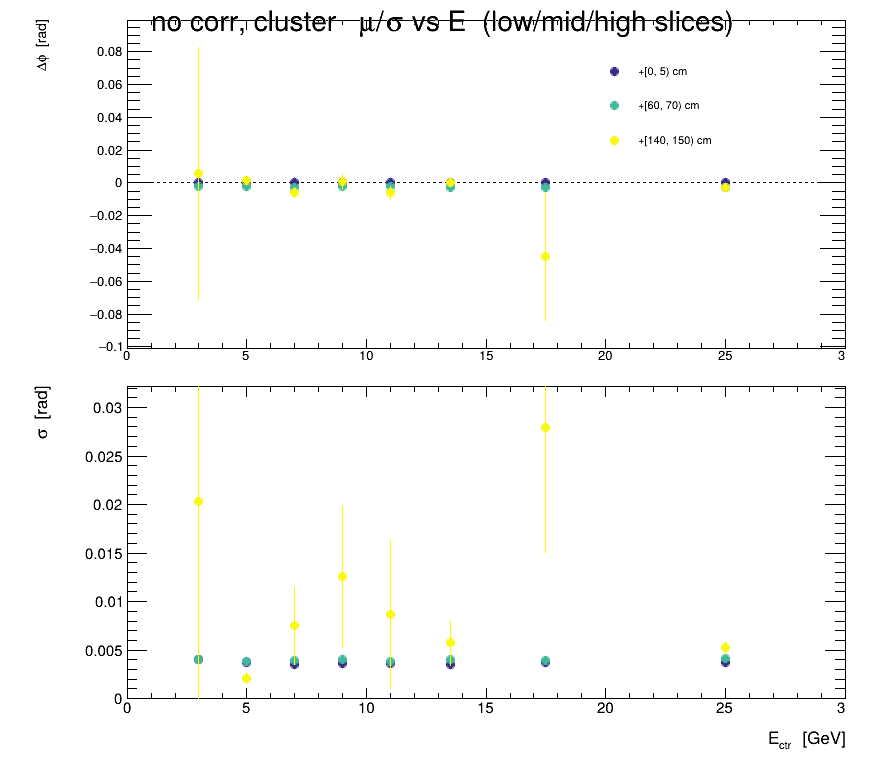 no corr, cluster μ/σ vs E (low/mid/high slices)
Δϕ [rad]
+[0, 5) cm
+[60, 70) cm
+[140, 150) cm
0.08
0.06
0.04
0.02
0
−0.02
−0.04
−0.06
−0.08
−0.1
0 5 10 15 20 25 3
σ [rad]
0.03
0.025
0.02
0.015
0.01
0.005
0
0 5 10 15 20 25 3
E_ctr [GeV]